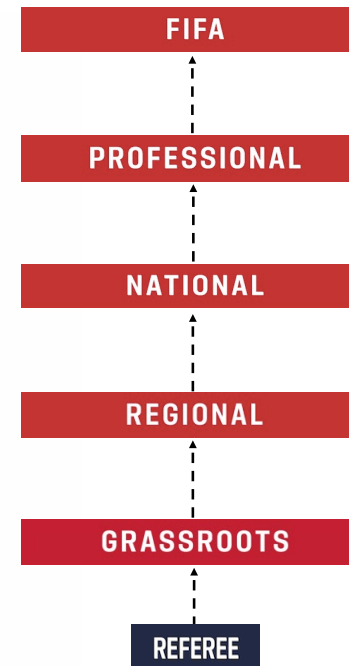 FIFA
PROFESSIONAL
NATIONAL
REGIONAL
GRASSROOTS
REFEREE